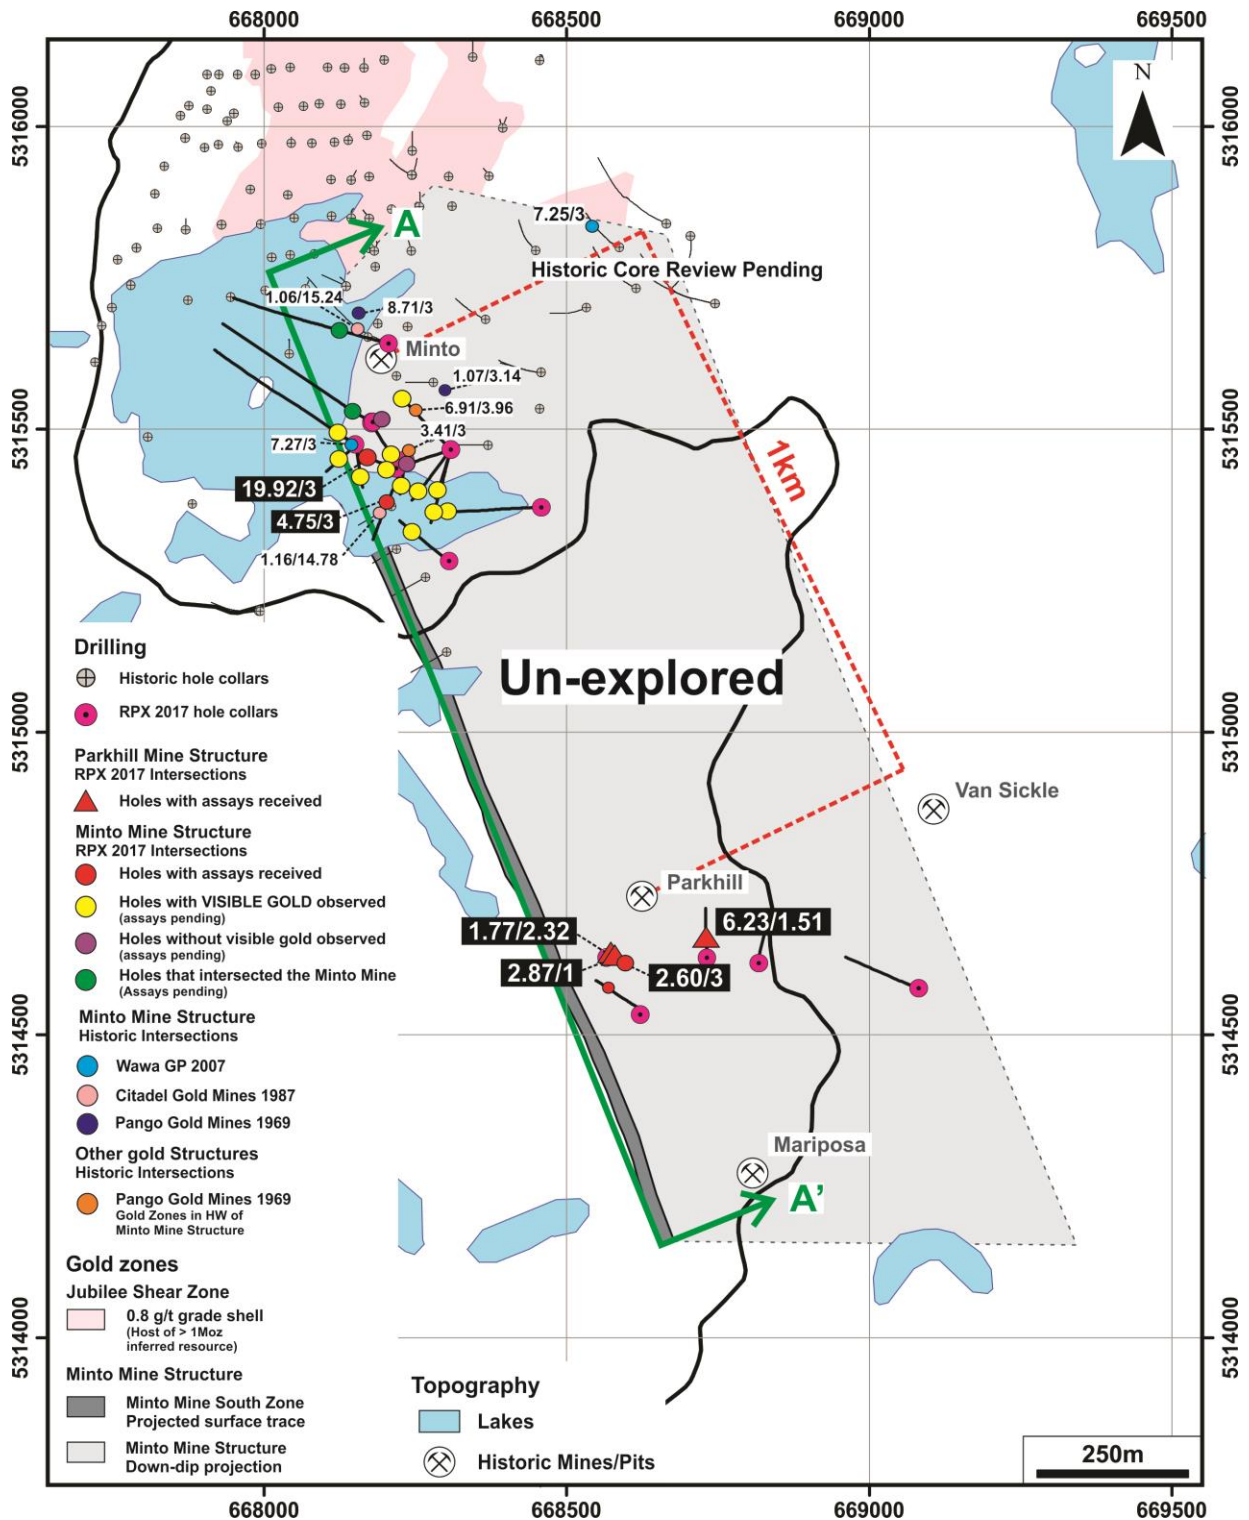 668000
668500
669000
669500
N
5316000
5316000
A
7.25/3
Historic Core Review Pending
1.06/15.24
8.71/3
Minto
1.07/3.14
6.91/3.96
3.41/3
5315500
5315500
7.27/3
1km
19.92/3
4.75/3
1.16/14.78
Un-explored
5315000
5315000
Van Sickle
Parkhill
1.77/2.32
6.23/1.51
2.87/1
2.60/3
5314500
5314500
Mariposa
A'
5314000
5314000
Drilling
Historic hole collars
RPX 2017 hole collars
Parkhill Mine Structure
RPX 2017 Intersections
Holes with assays received
Minto Mine Structure
RPX 2017 Intersections
Holes with assays received
Holes with VISIBLE GOLD observed
(assays pending)
Holes without visible gold observed
(assays pending)
Holes that intersected the Minto Mine
(Assays pending)
Minto Mine Structure
Historic Intersections
Wawa GP 2007
Citadel Gold Mines 1987
Pango Gold Mines 1969
Other gold Structures
Historic Intersections
Pango Gold Mines 1969
Gold Zones in HW of
Minto Mine Structure
Gold zones
Jubilee Shear Zone
0.8 g/t grade shell
(Host of > 1Moz
inferred resource)
Minto Mine Structure
Minto Mine South Zone
Projected surface trace
Minto Mine Structure
Down-dip projection
Topography
Lakes
Historic Mines/Pits
250m
668000
668500
669000
669500